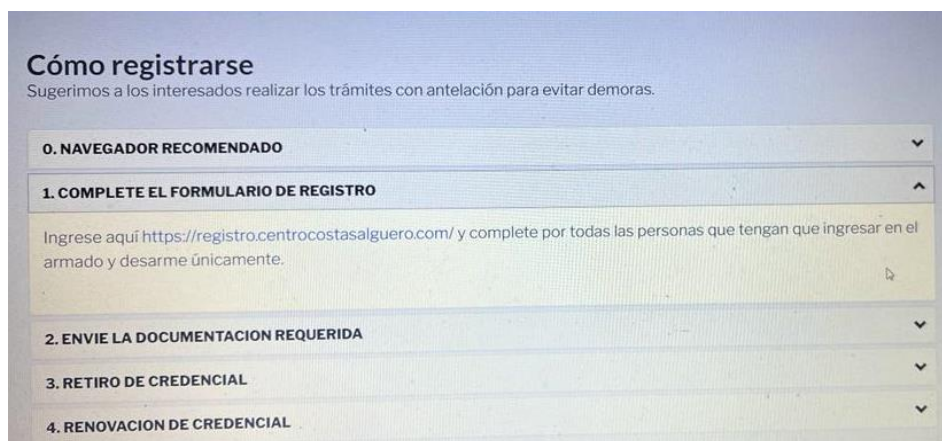 Cómo registrarse
Sugerimos a los interesados realizar los trámites con antelación para evitar demoras.
0. NAVEGADOR RECOMENDADO
1. COMPLETE EL FORMULARIO DE REGISTRO
Ingrese aquí https://registro.centrocostasalguero.com/ y complete por todas las personas que tengan que ingresar en el
armado y desarme únicamente.
2. ENVIE LA DOCUMENTACION REQUERIDA
3. RETIRO DE CREDENCIAL
4. RENOVACION DE CREDENCIAL